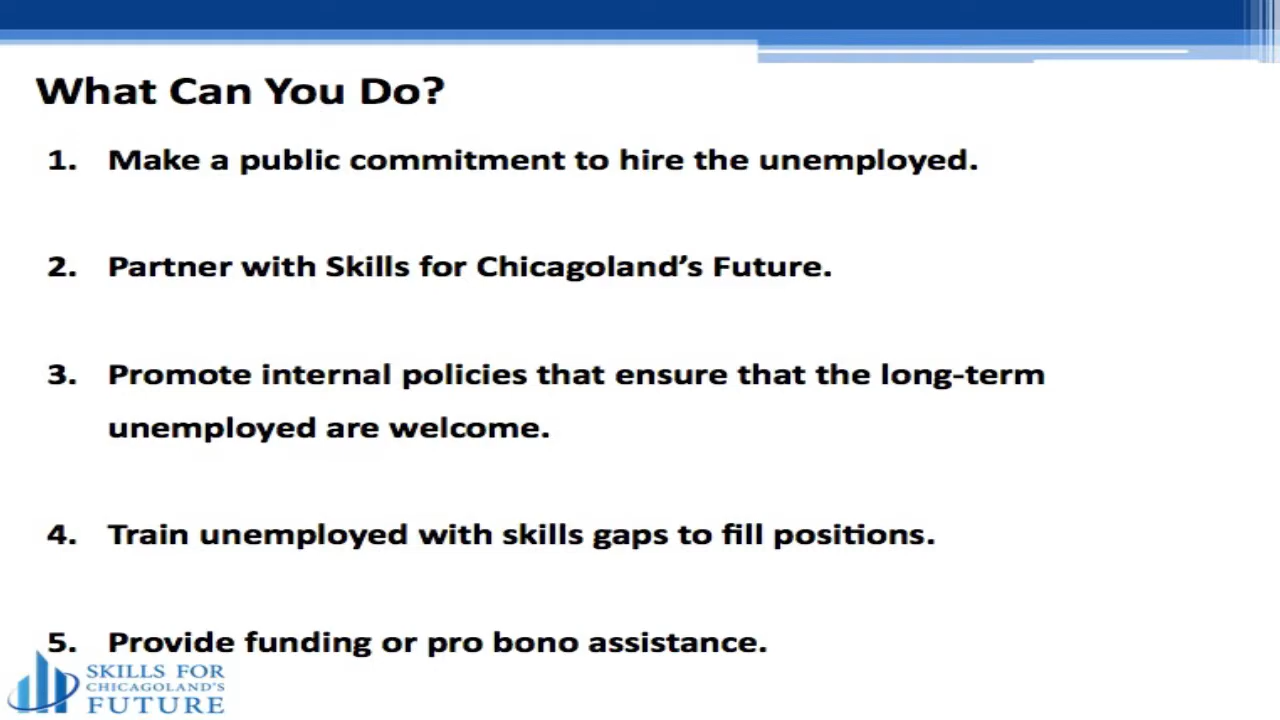 What Can You Do?
1. Make a public commitment to hire the unemployed.
2. Partner with Skills for Chicagoland’s Future.
3. Promote internal policies that ensure that the long-term
unemployed are welcome.
4. Train unemployed with skills gaps to fill positions.
5. Provide funding or pro bono assistance.
SKILLS FOR
CHICAGOLAND'S
FUTURE